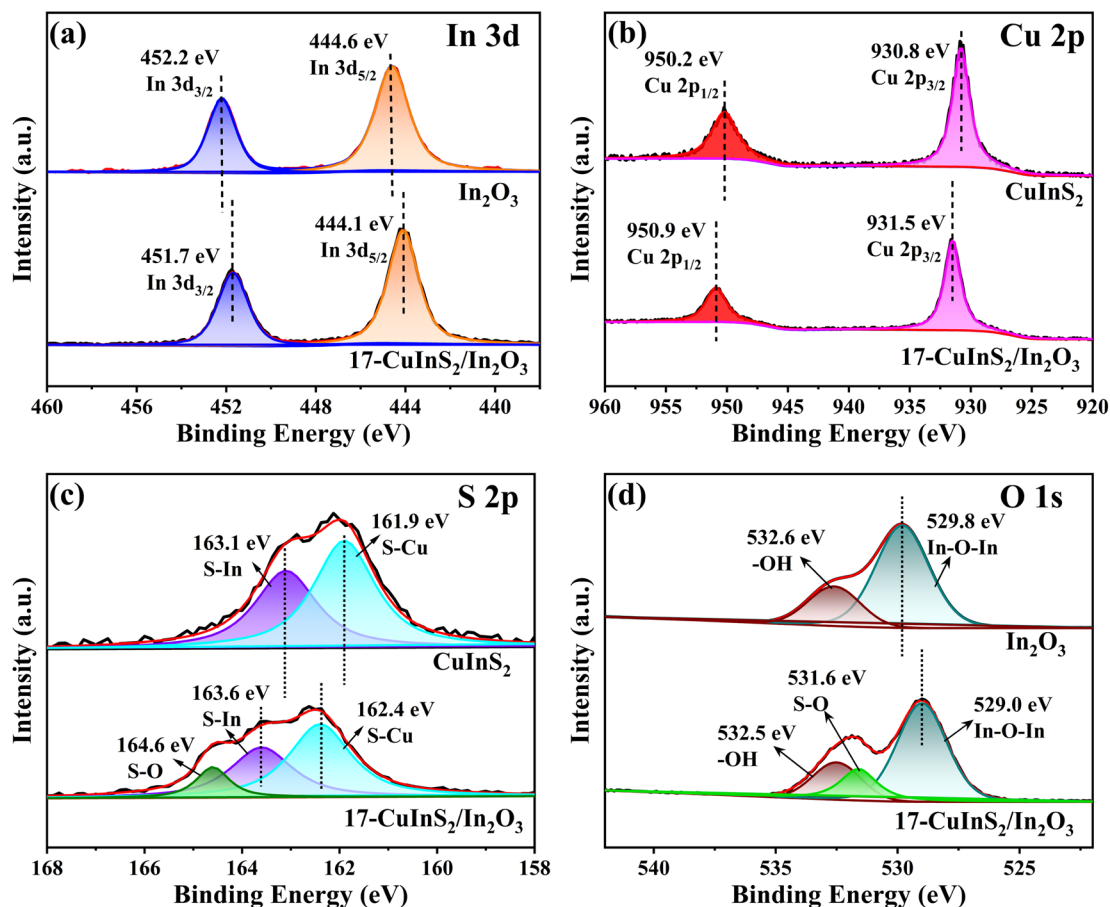 (a)
In 3d
452.2 eV
In 3d3/2
444.6 eV
In 3d5/2
In2O3
451.7 eV
In 3d3/2
444.1 eV
In 3d5/2
17-CuInS2/In2O3
Intensity (a.u.)
460 456 452 448 444 440
Binding Energy (eV)
(b)
Cu 2p
950.2 eV
Cu 2p1/2
930.8 eV
Cu 2p3/2
CuInS2
950.9 eV
Cu 2p1/2
931.5 eV
Cu 2p3/2
17-CuInS2/In2O3
Intensity (a.u.)
960 955 950 945 940 935 930 925 920
Binding Energy (eV)
(c)
S 2p
163.1 eV
S-In
161.9 eV
S-Cu
CuInS2
164.6 eV
S-O
163.6 eV
S-In
162.4 eV
S-Cu
17-CuInS2/In2O3
Intensity (a.u.)
168 166 164 162 160 158
Binding Energy (eV)
(d)
O 1s
532.6 eV
-OH
529.8 eV
In-O-In
In2O3
532.5 eV
-OH
531.6 eV
S-O
529.0 eV
In-O-In
17-CuInS2/In2O3
Intensity (a.u.)
540 535 530 525
Binding Energy (eV)